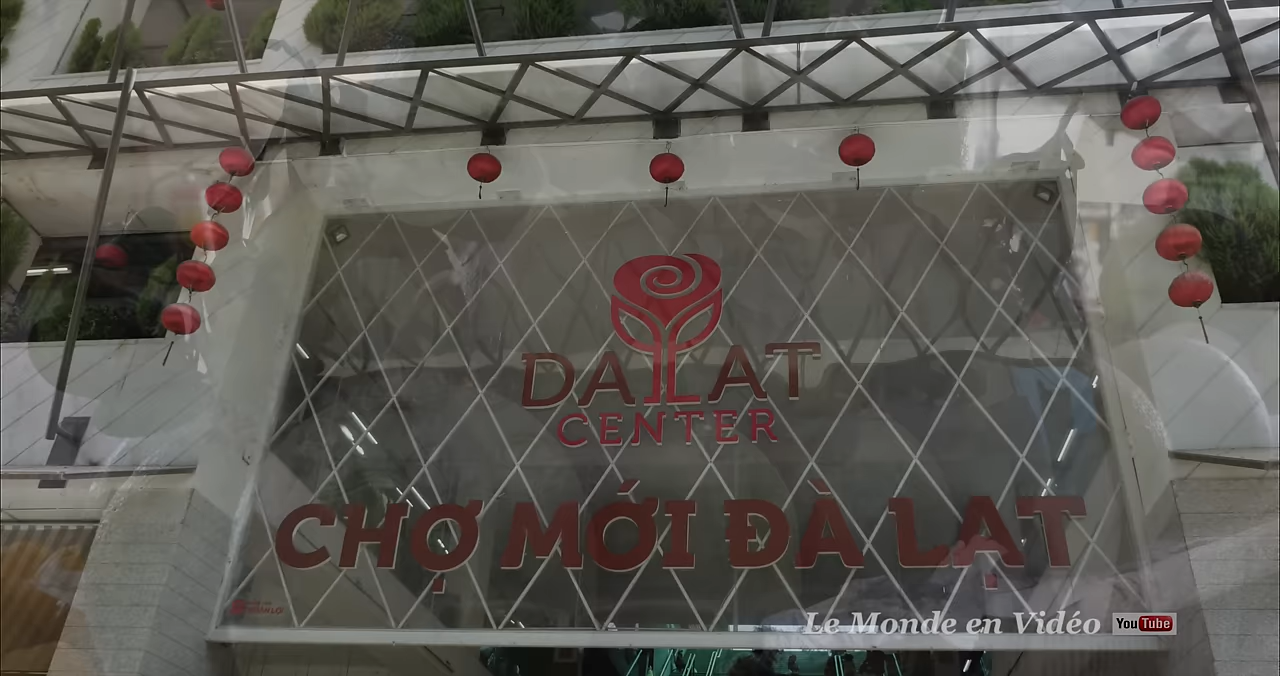 DALAT
CENTER
CHỢ MỚI ĐÀ LẠT
Le Monde en Vidéo YouTube